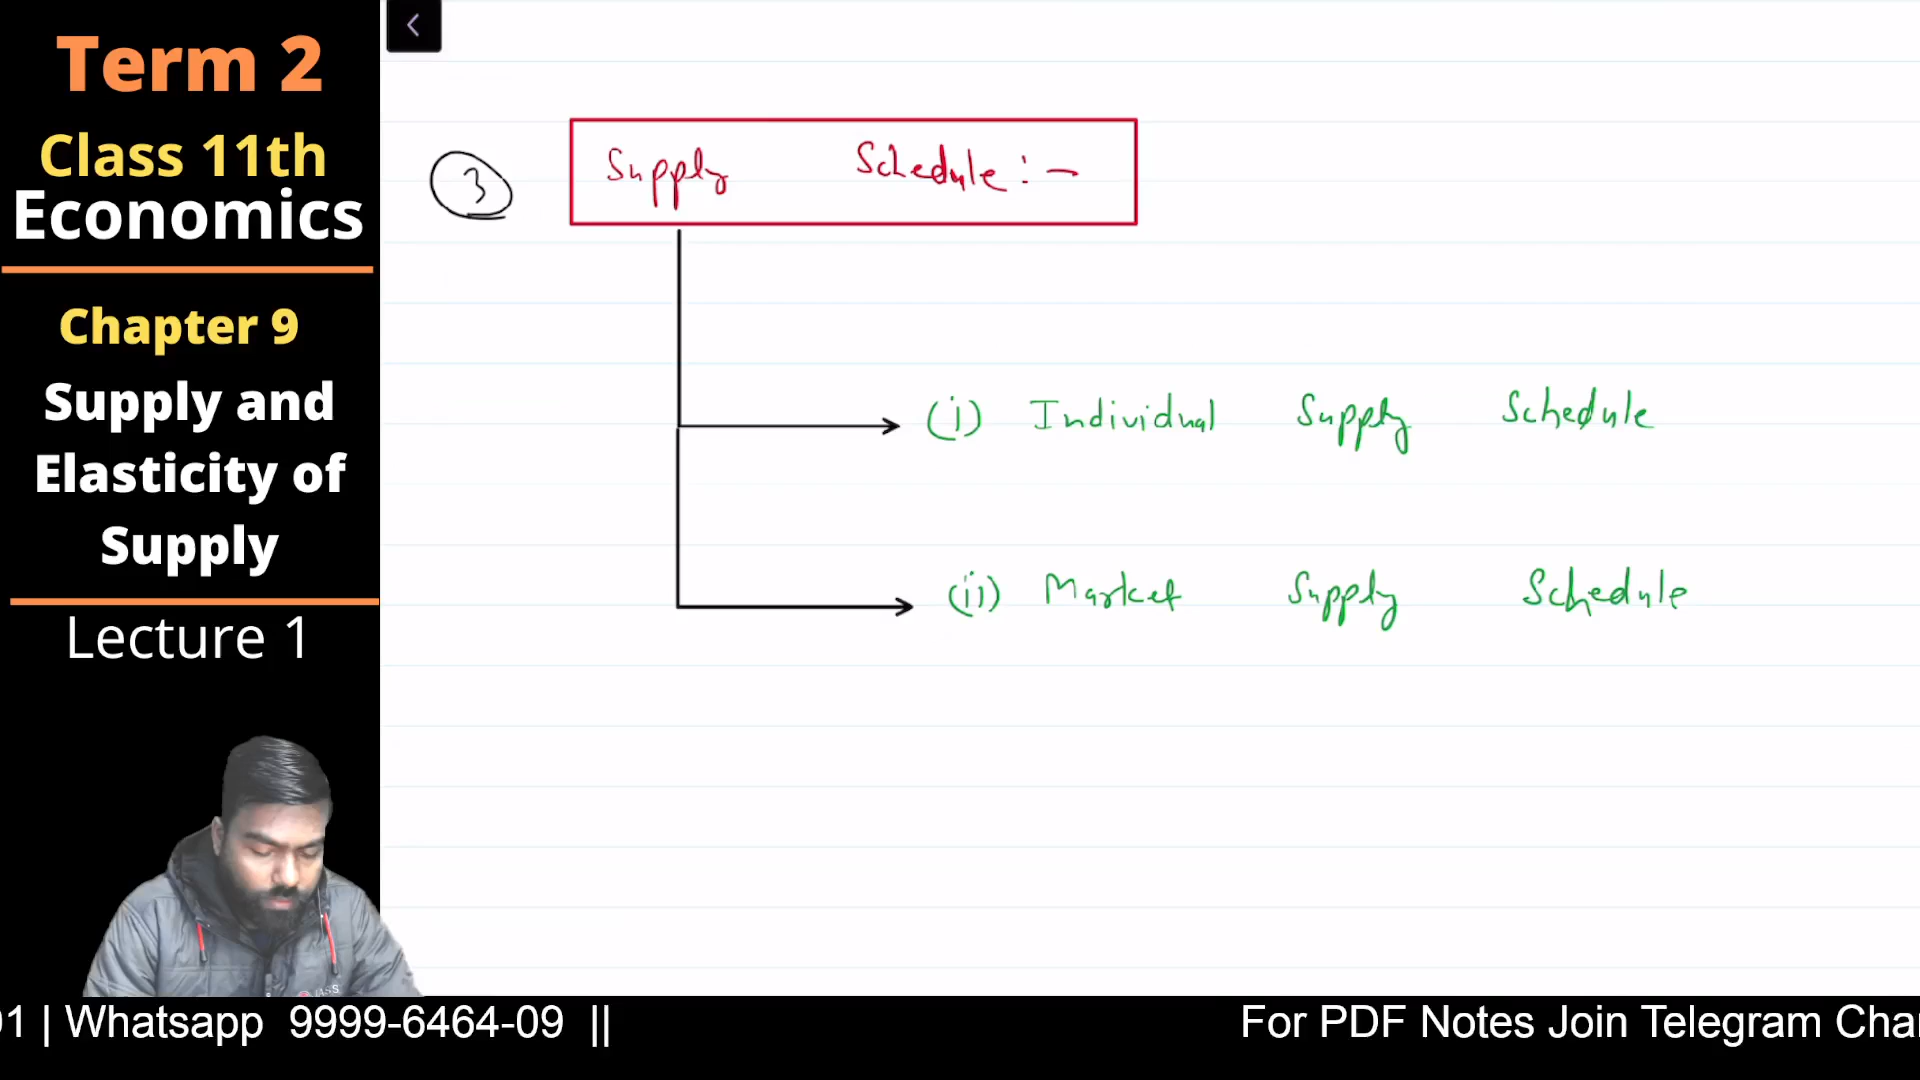 Term 2
Class 11th
Economics
Chapter 9
Supply and
Elasticity of
Supply
Lecture 1
3 Supply Schedule :-
(i) Individual Supply Schedule
(ii) Market Supply Schedule
01 | Whatsapp 9999-6464-09 || For PDF Notes Join Telegram Cha